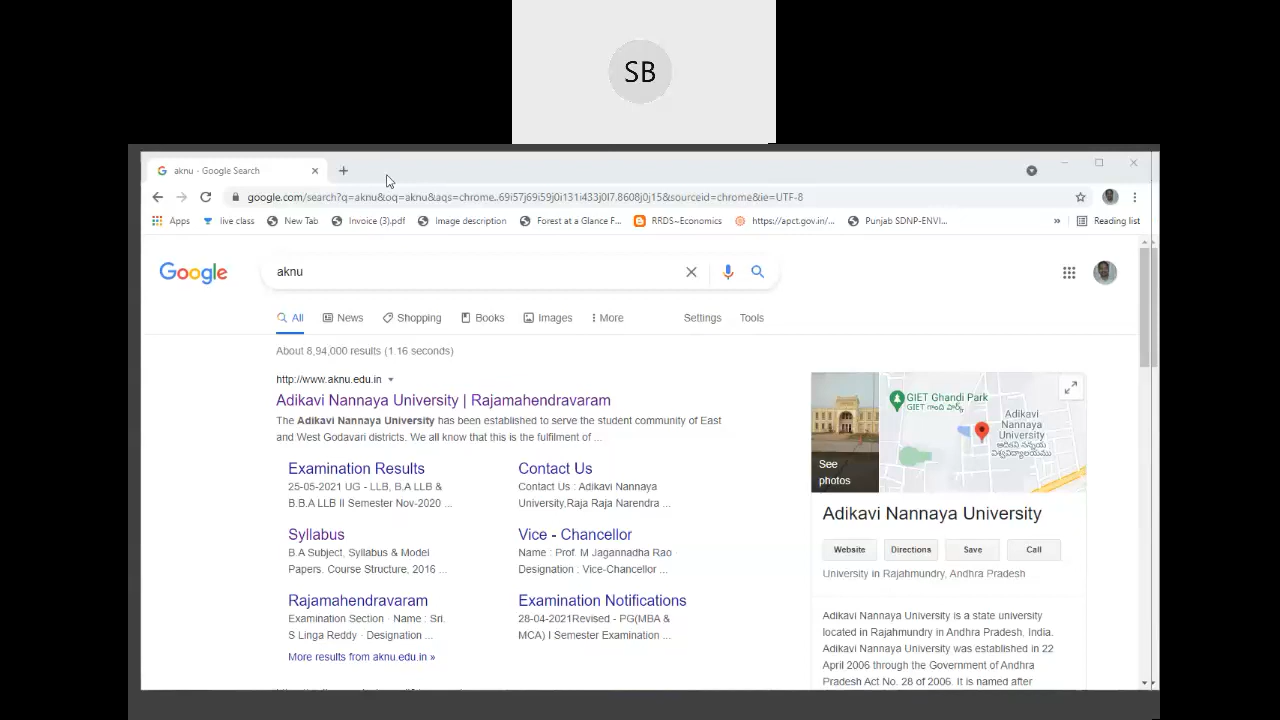 SB
aknu - Google Search
google.com/search?q=aknu&oq=aknu&aqs=chrome..69i57j69i59j0i131i433j0l7.8608j0j15&sourceid=chrome&ie=UTF-8
Apps live class New Tab Invoice (3).pdf Image description Forest at a Glance F... RRDS~Economics https://apct.gov.in/... Punjab SDNP-ENVI... » Reading list
Google aknu
All News Shopping Books Images More Settings Tools
About 8,94,000 results (1.16 seconds)
http://www.aknu.edu.in
Adikavi Nannaya University | Rajamahendravaram
The Adikavi Nannaya University has been established to serve the student community of East
and West Godavari districts. We all know that this is the fulfilment of ...
Examination Results
25-05-2021 UG - LLB, B.A LLB &
B.B.A LLB II Semester Nov-2020 ...
Contact Us
Contact Us : Adikavi Nannaya
University,Raja Raja Narendra ...
Syllabus
B.A Subject, Syllabus & Model
Papers, Course Structure, 2016 ...
Vice - Chancellor
Name : Prof. M Jagannadha Rao ·
Designation : Vice-Chancellor ...
Rajamahendravaram
Examination Section · Name : Sri.
S Linga Reddy · Designation ...
Examination Notifications
28-04-2021Revised - PG(MBA &
MCA) I Semester Examination ...
More results from aknu.edu.in »
See
photos
GIET Ghandi Park
GIET గాంధీ పార్క్
Adikavi
Nannaya
University
ఆదికవి నన్నయ
విశ్వవిద్యాలయము
Adikavi Nannaya University
Website Directions Save Call
University in Rajahmundry, Andhra Pradesh
Adikavi Nannaya University is a state university
located in Rajahmundry in Andhra Pradesh, India.
Adikavi Nannaya University was established in 22
April 2006 through the Government of Andhra
Pradesh Act No. 28 of 2006. It is named after